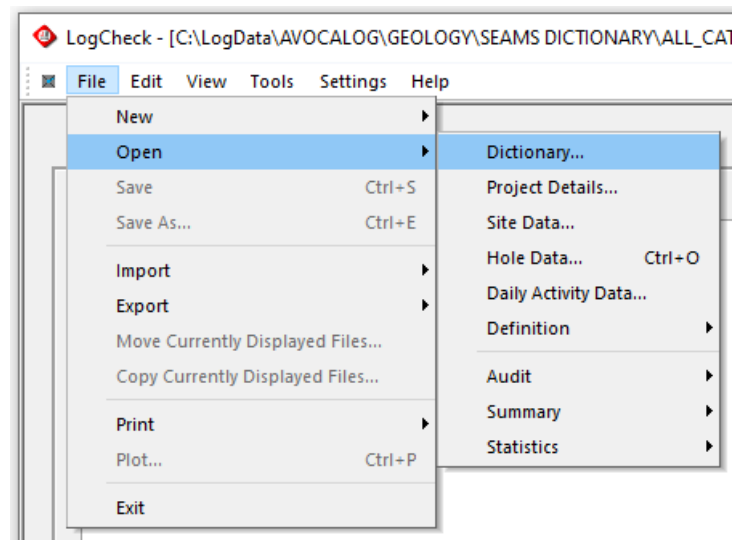 LogCheck - [C:\LogData\AVOCALOG\GEOLOGY\SEAMS DICTIONARY\ALL_CAT
File Edit View Tools Settings Help
New
Open
Save Ctrl+S
Save As... Ctrl+E
Import
Export
Move Currently Displayed Files...
Copy Currently Displayed Files...
Print
Plot... Ctrl+P
Exit
Dictionary...
Project Details...
Site Data...
Hole Data... Ctrl+O
Daily Activity Data...
Definition
Audit
Summary
Statistics